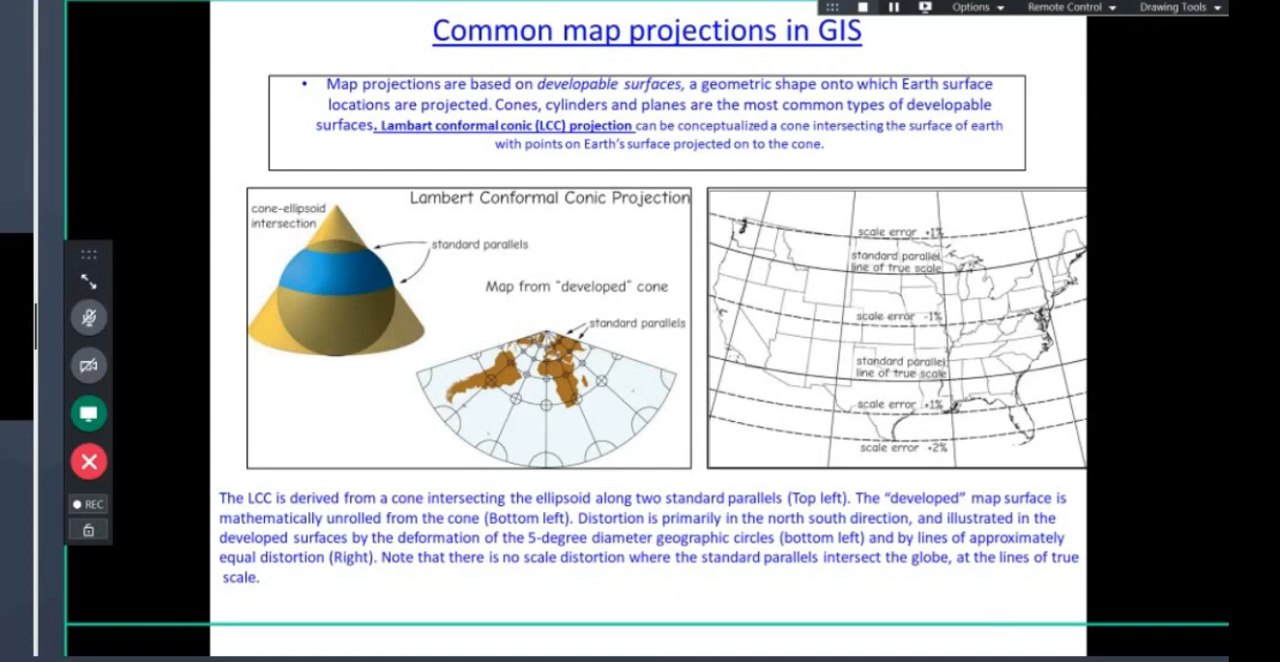 Options Remote Control Drawing Tools
Common map projections in GIS
• Map projections are based on developable surfaces, a geometric shape onto which Earth surface
locations are projected. Cones, cylinders and planes are the most common types of developable
surfaces. Lambart conformal conic (LCC) projection can be conceptualized a cone intersecting the surface of earth
with points on Earth's surface projected on to the cone.
Lambert Conformal Conic Projection
cone-ellipsoid
intersection
standard parallels
Map from "developed" cone
standard parallels
scale error +1%
standard parallel
line of true scale
scale error -1%
standard parallel
line of true scale
scale error +1%
scale error +2%
REC
The LCC is derived from a cone intersecting the ellipsoid along two standard parallels (Top left). The "developed" map surface is
mathematically unrolled from the cone (Bottom left). Distortion is primarily in the north south direction, and illustrated in the
developed surfaces by the deformation of the 5-degree diameter geographic circles (bottom left) and by lines of approximately
equal distortion (Right). Note that there is no scale distortion where the standard parallels intersect the globe, at the lines of true
scale.